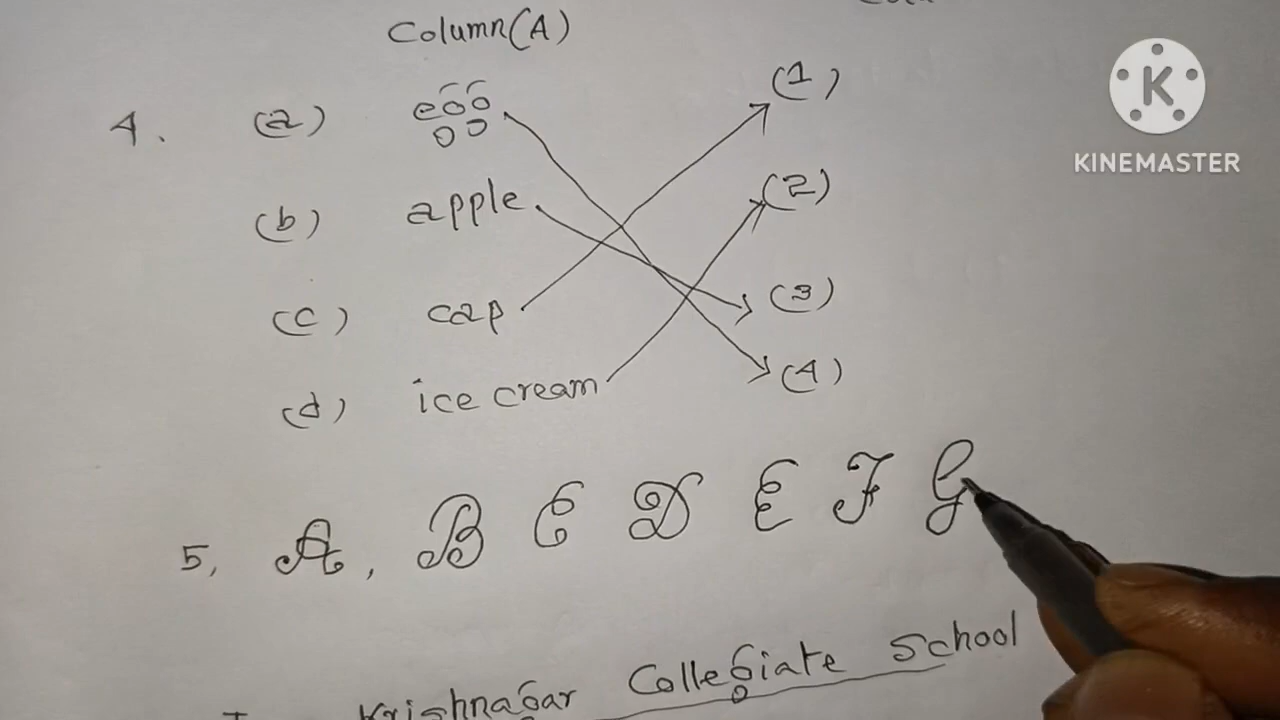 Column (A)
4. (a) egg (1)
(b) apple (2)
(c) cap (3)
(d) ice cream (4)
5, A, B C D E F G
Krishnagar Collegiate School
K
KINEMASTER